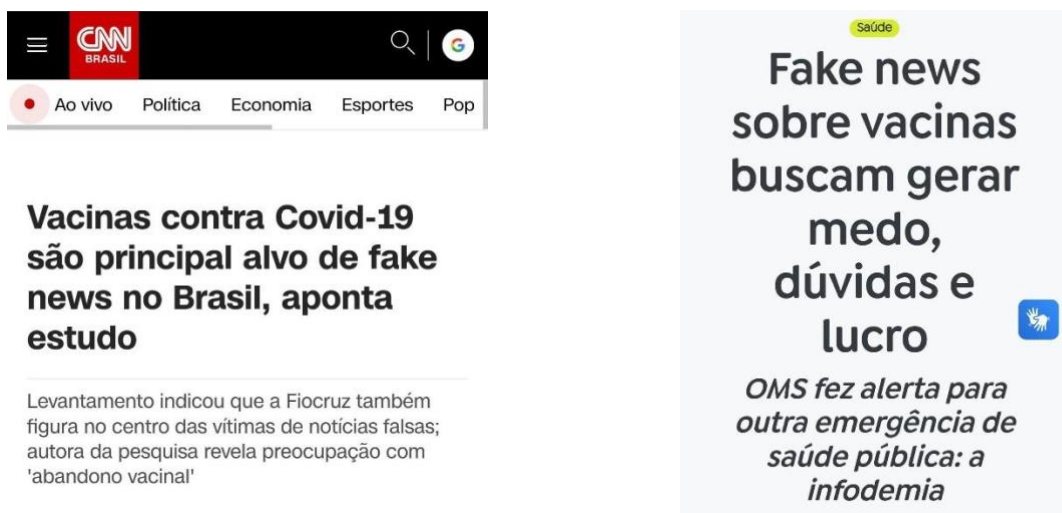 CNN
BRASIL
G
Ao vivo Política Economia Esportes Pop
Vacinas contra Covid-19
são principal alvo de fake
news no Brasil, aponta
estudo
Levantamento indicou que a Fiocruz também
figura no centro das vítimas de notícias falsas;
autora da pesquisa revela preocupação com
'abandono vacinal'
Saúde
Fake news
sobre vacinas
buscam gerar
medo,
dúvidas e
lucro
OMS fez alerta para
outra emergência de
saúde pública: a
infodemia